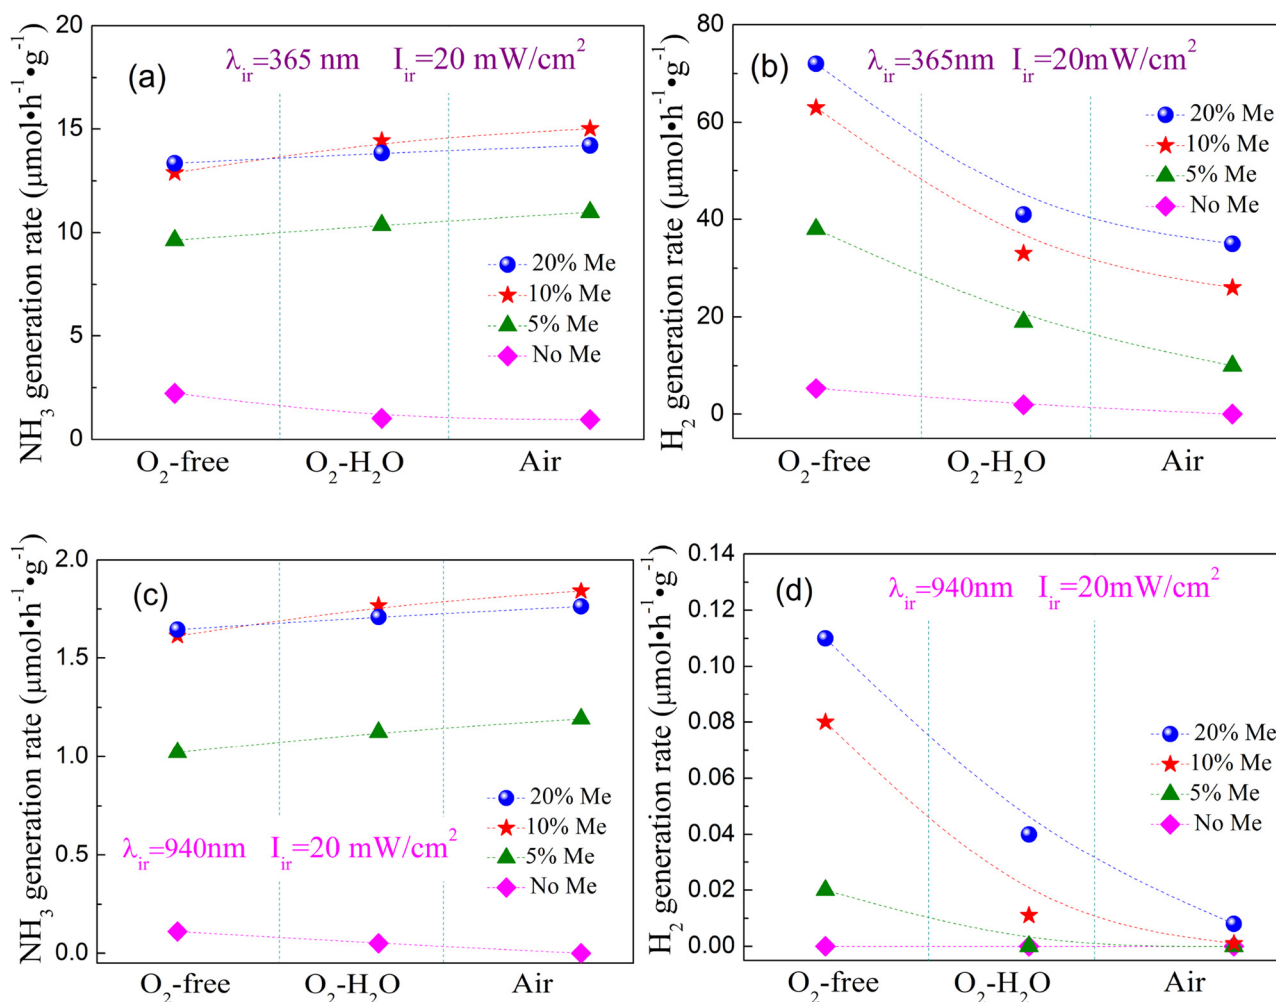 (a)
λir=365 nm Iir=20 mW/cm²
NH₃ generation rate (μmol•h⁻¹•g⁻¹)
20
15
10
5
0
20% Me
10% Me
5% Me
No Me
O₂-free O₂-H₂O Air
(b)
λir=365nm Iir=20mW/cm²
H₂ generation rate (μmol•h⁻¹•g⁻¹)
80
60
40
20
0
20% Me
10% Me
5% Me
No Me
O₂-free O₂-H₂O Air
(c)
NH₃ generation rate (μmol•h⁻¹•g⁻¹)
2.0
1.5
1.0
0.5
0.0
20% Me
10% Me
5% Me
No Me
λir=940nm Iir=20 mW/cm²
O₂-free O₂-H₂O Air
(d)
λir=940nm Iir=20mW/cm²
H₂ generation rate (μmol•h⁻¹•g⁻¹)
0.14
0.12
0.10
0.08
0.06
0.04
0.02
0.00
20% Me
10% Me
5% Me
No Me
O₂-free O₂-H₂O Air